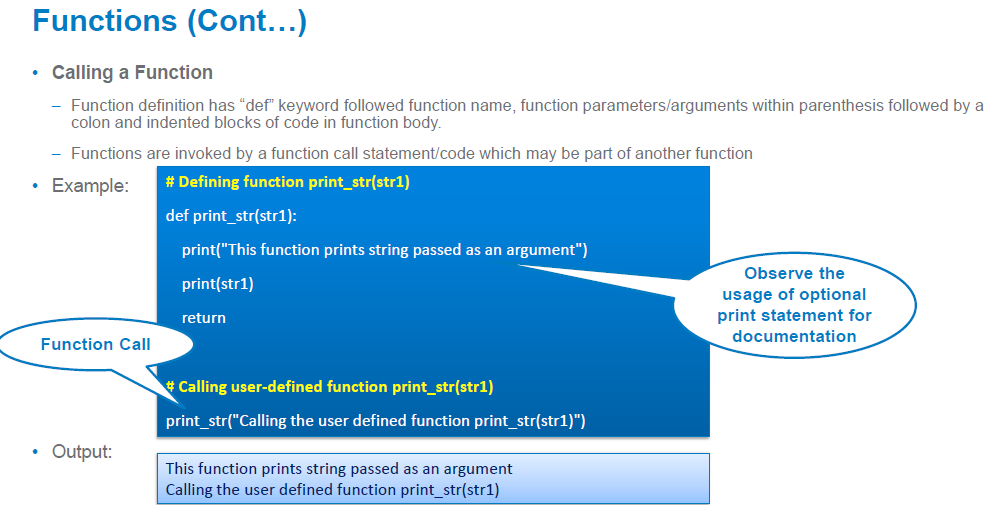 Functions (Cont…)
• Calling a Function
– Function definition has “def” keyword followed function name, function parameters/arguments within parenthesis followed by a
colon and indented blocks of code in function body.
– Functions are invoked by a function call statement/code which may be part of another function
• Example:
# Defining function print_str(str1)
def print_str(str1):
print("This function prints string passed as an argument")
print(str1)
return
Observe the
usage of optional
print statement for
documentation
Function Call
# Calling user-defined function print_str(str1)
print_str("Calling the user defined function print_str(str1)")
• Output:
This function prints string passed as an argument
Calling the user defined function print_str(str1)